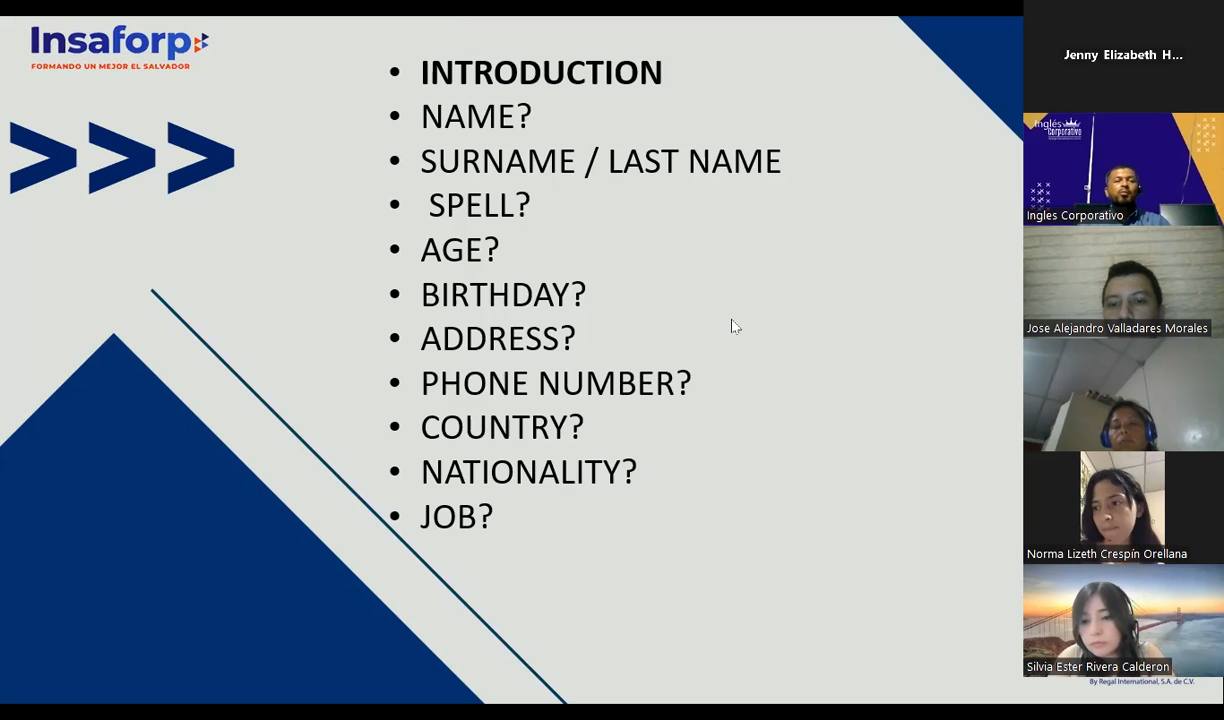 Insaforp
FORMANDO UN MEJOR EL SALVADOR
• INTRODUCTION
• NAME?
• SURNAME / LAST NAME
• SPELL?
• AGE?
• BIRTHDAY?
• ADDRESS?
• PHONE NUMBER?
• COUNTRY?
• NATIONALITY?
• JOB?
Jenny Elizabeth H...
Inglés
Corporativo
Ingles Corporativo
Jose Alejandro Valladares Morales
Norma Lizeth Crespín Orellana
Silvia Ester Rivera Calderon
By Regal International, S.A. de C.V.